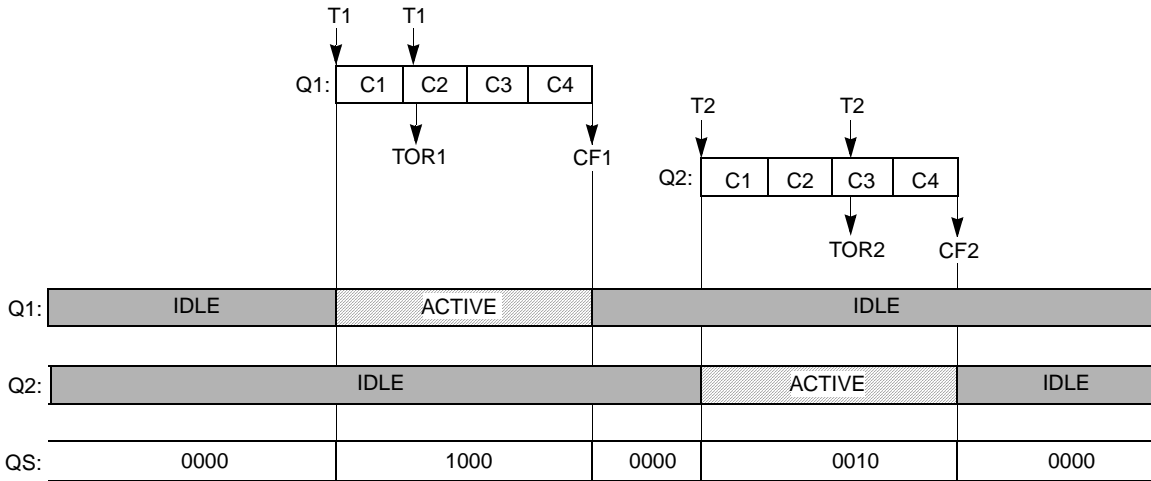 T1 T1
Q1: C1 C2 C3 C4
TOR1 CF1
T2 T2
Q2: C1 C2 C3 C4
TOR2 CF2
Q1: IDLE ACTIVE IDLE
Q2: IDLE ACTIVE IDLE
QS: 0000 1000 0000 0010 0000